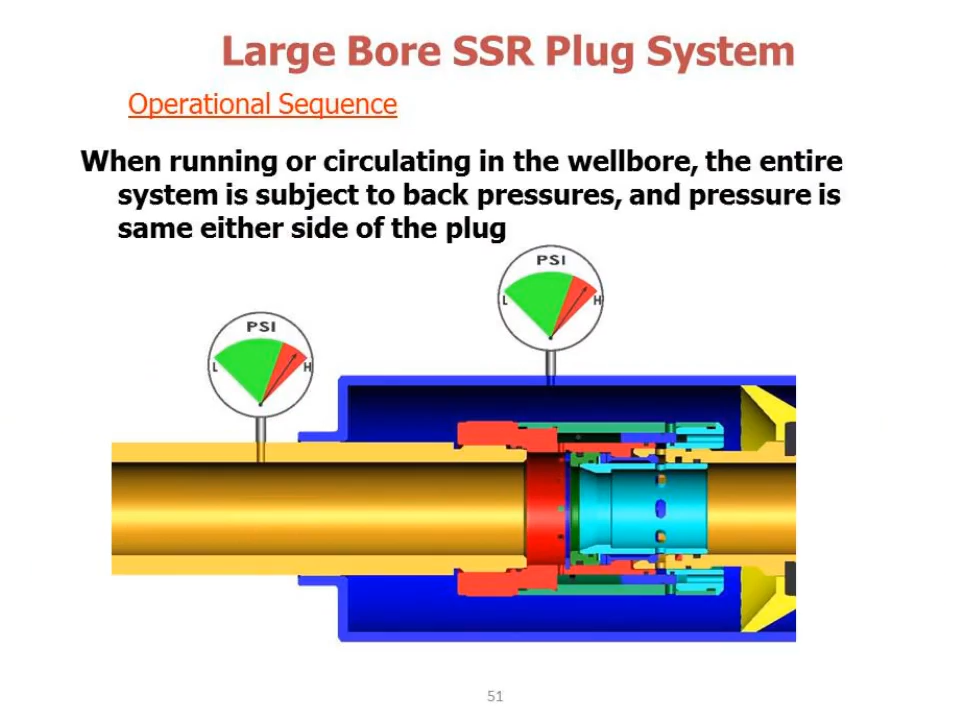 Large Bore SSR Plug System
Operational Sequence
When running or circulating in the wellbore, the entire
system is subject to back pressures, and pressure is
same either side of the plug
PSI
L H
PSI
L H
51